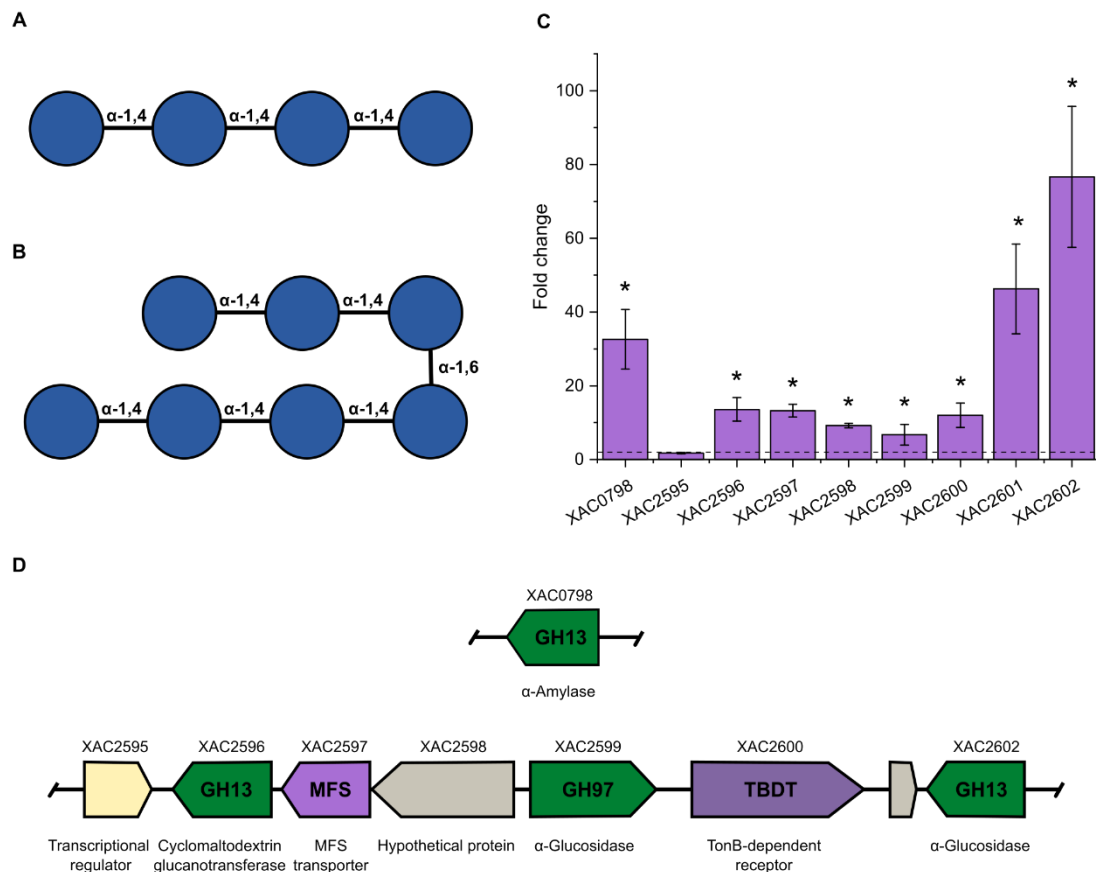 A
α-1,4 α-1,4 α-1,4
B
α-1,4 α-1,4
α-1,6
α-1,4 α-1,4 α-1,4
C
Fold change
100
80
60
40
20
0
* * * * * * * *
XAC0798 XAC2595 XAC2596 XAC2597 XAC2598 XAC2599 XAC2600 XAC2601 XAC2602
D
XAC0798
GH13
α-Amylase
XAC2595 XAC2596 XAC2597 XAC2598 XAC2599 XAC2600 XAC2602
GH13 MFS GH97 TBDT GH13
Transcriptional Cyclomaltodextrin MFS Hypothetical protein α-Glucosidase TonB-dependent α-Glucosidase
regulator glucanotransferase transporter receptor